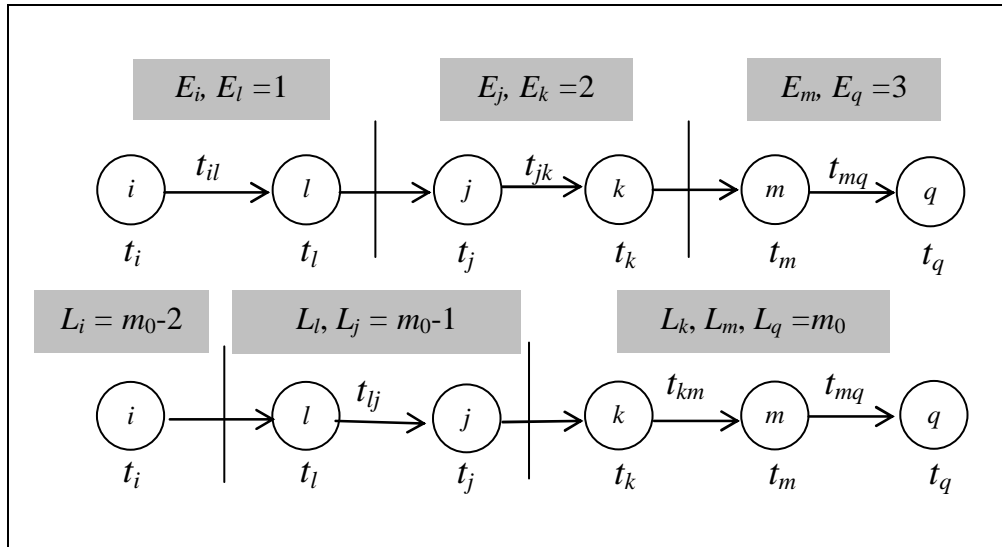 E_i, E_l =1 E_j, E_k =2 E_m, E_q =3
t_il t_jk t_mq
i l j k m q
t_i t_l t_j t_k t_m t_q
L_i = m_0-2 L_l, L_j = m_0-1 L_k, L_m, L_q =m_0
t_lj t_km t_mq
i l j k m q
t_i t_l t_j t_k t_m t_q